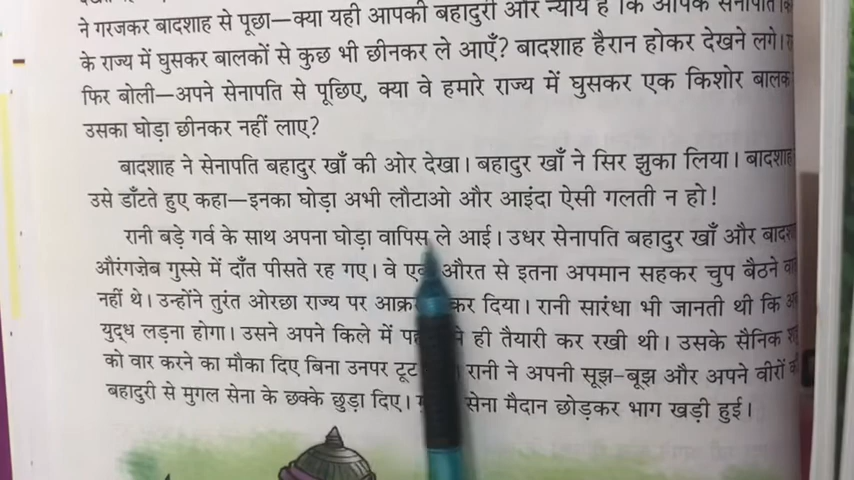 ने गरजकर बादशाह से पूछा—क्या यही आपकी बहादुरी और न्याय है कि आपके सेनापति
के राज्य में घुसकर बालकों से कुछ भी छीनकर ले आएँ? बादशाह हैरान होकर देखने लगे।
फिर बोली—अपने सेनापति से पूछिए, क्या वे हमारे राज्य में घुसकर एक किशोर बालक
उसका घोड़ा छीनकर नहीं लाए?
बादशाह ने सेनापति बहादुर खाँ की ओर देखा। बहादुर खाँ ने सिर झुका लिया। बादशाह
उसे डाँटते हुए कहा—इनका घोड़ा अभी लौटाओ और आइंदा ऐसी गलती न हो!
रानी बड़े गर्व के साथ अपना घोड़ा वापिस ले आई। उधर सेनापति बहादुर खाँ और
औरंगज़ेब गुस्से में दाँत पीसते रह गए। वे औरत से इतना अपमान सहकर चुप बैठने
नहीं थे। उन्होंने तुरंत ओरछा राज्य पर कर दिया। रानी सारंधा भी जानती थी कि
युद्ध लड़ना होगा। उसने अपने किले में ही तैयारी कर रखी थी। उसके सैनिक
को वार करने का मौका दिए बिना उनपर टूट रानी ने अपनी सूझ-बूझ और अपने वीरों
बहादुरी से मुगल सेना के छक्के छुड़ा दिए। सेना मैदान छोड़कर भाग खड़ी हुई।